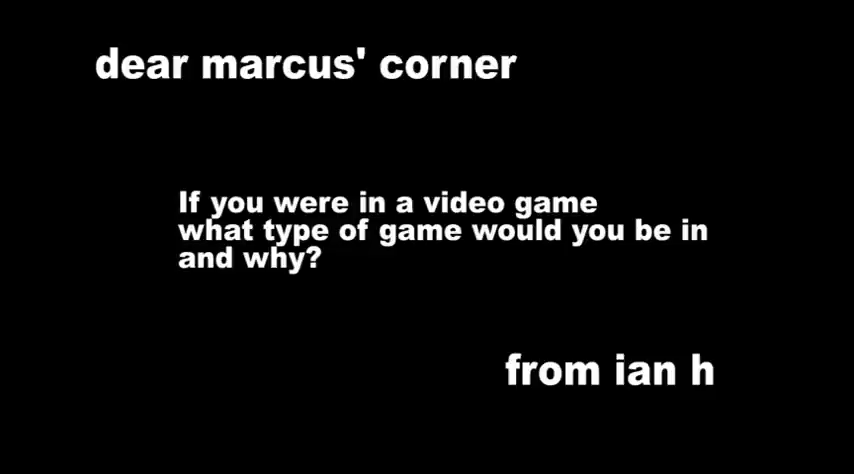 dear marcus' corner
If you were in a video game
what type of game would you be in
and why?
from ian h